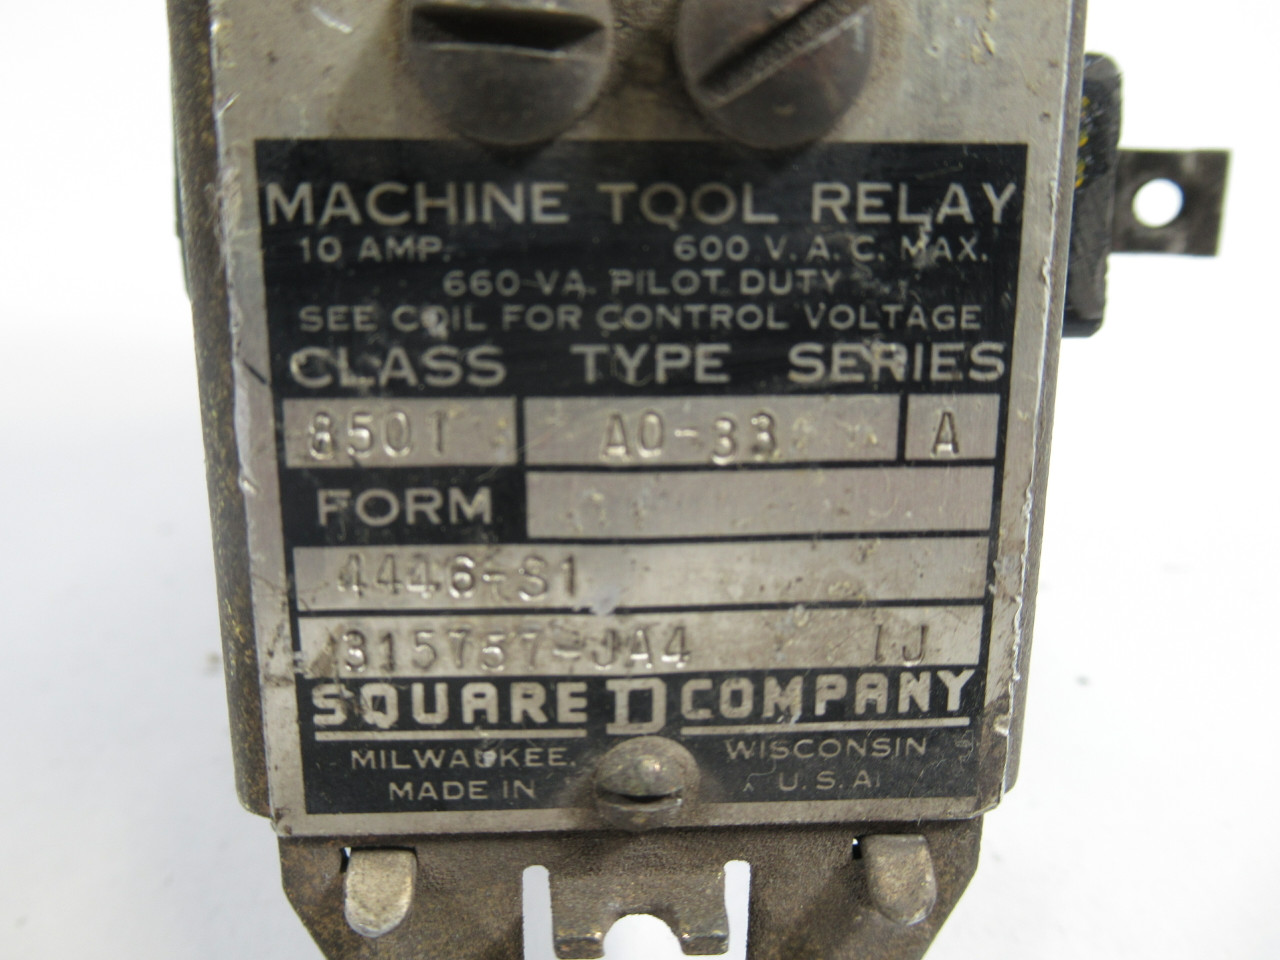 MACHINE TOOL RELAY
10 AMP. 600 V. A. C. MAX.
660 VA. PILOT DUTY
SEE COIL FOR CONTROL VOLTAGE
CLASS TYPE SERIES
8501 AO-33 A
FORM
4446-S1
315757-JA4 IJ
SQUARE D COMPANY
MILWAUKEE, WISCONSIN
MADE IN U.S.A.